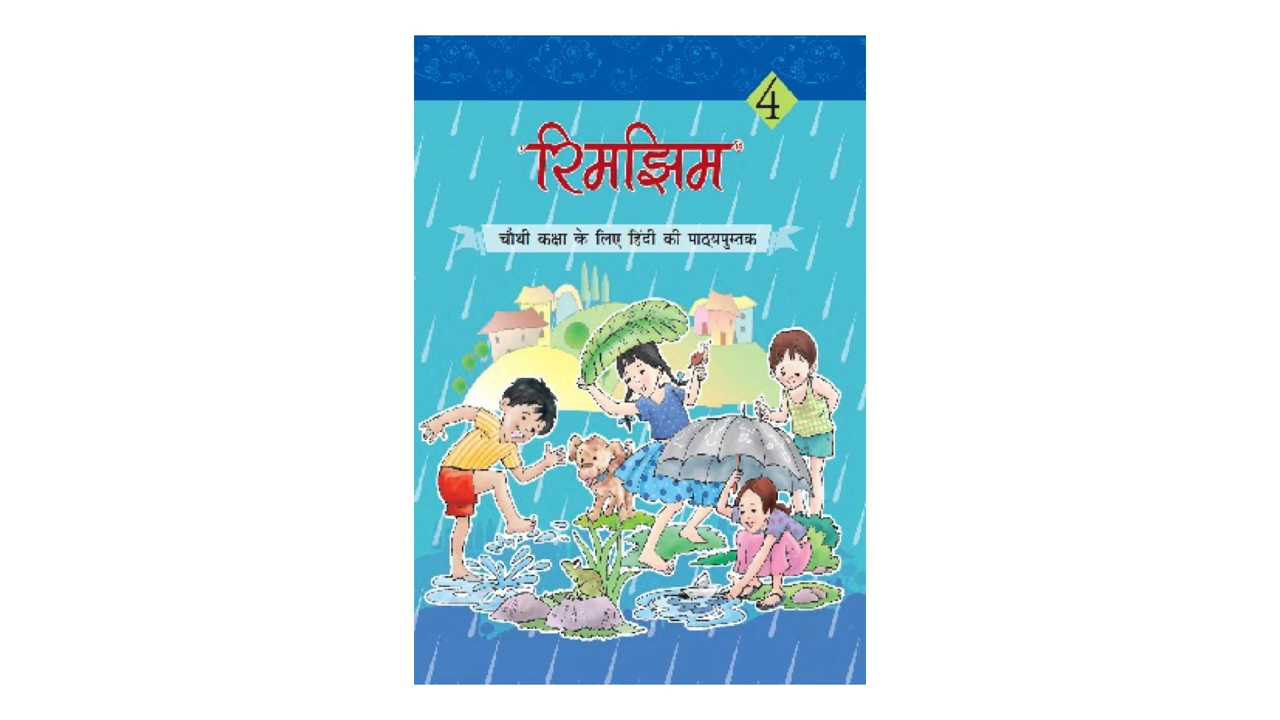 4
रिमझिम
चौथी कक्षा के लिए हिंदी की पाठ्यपुस्तक